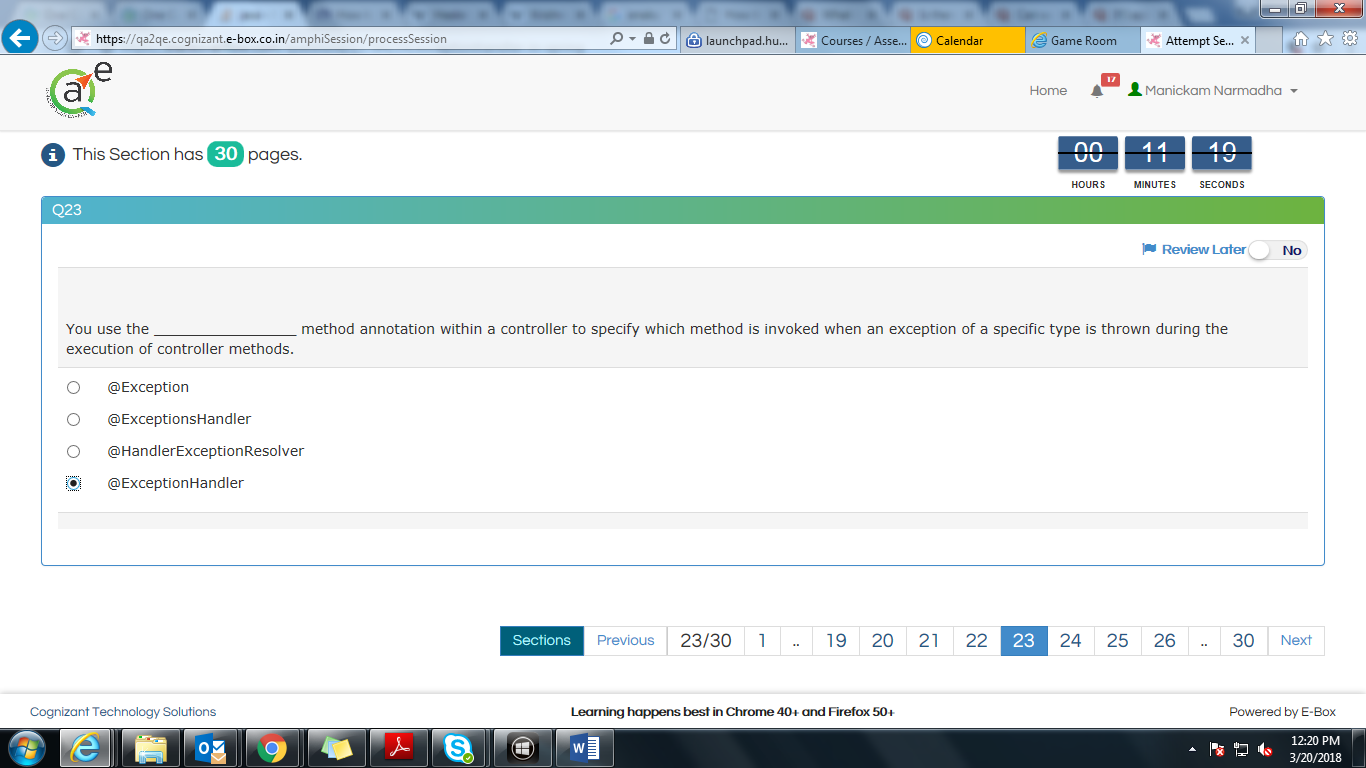 https://qa2qe.cognizant.e-box.co.in/amphiSession/processSession
launchpad.hu...
Courses / Asse...
Calendar
Game Room
Attempt Se...
a e
Home
17
Manickam Narmadha
This Section has 30 pages.
00 11 19
HOURS MINUTES SECONDS
Q23
Review Later No
You use the ____________________ method annotation within a controller to specify which method is invoked when an exception of a specific type is thrown during the
execution of controller methods.
@Exception
@ExceptionsHandler
@HandlerExceptionResolver
@ExceptionHandler
Sections Previous 23/30 1 .. 19 20 21 22 23 24 25 26 .. 30 Next
Cognizant Technology Solutions
Learning happens best in Chrome 40+ and Firefox 50+
Powered by E-Box
12:20 PM
3/20/2018